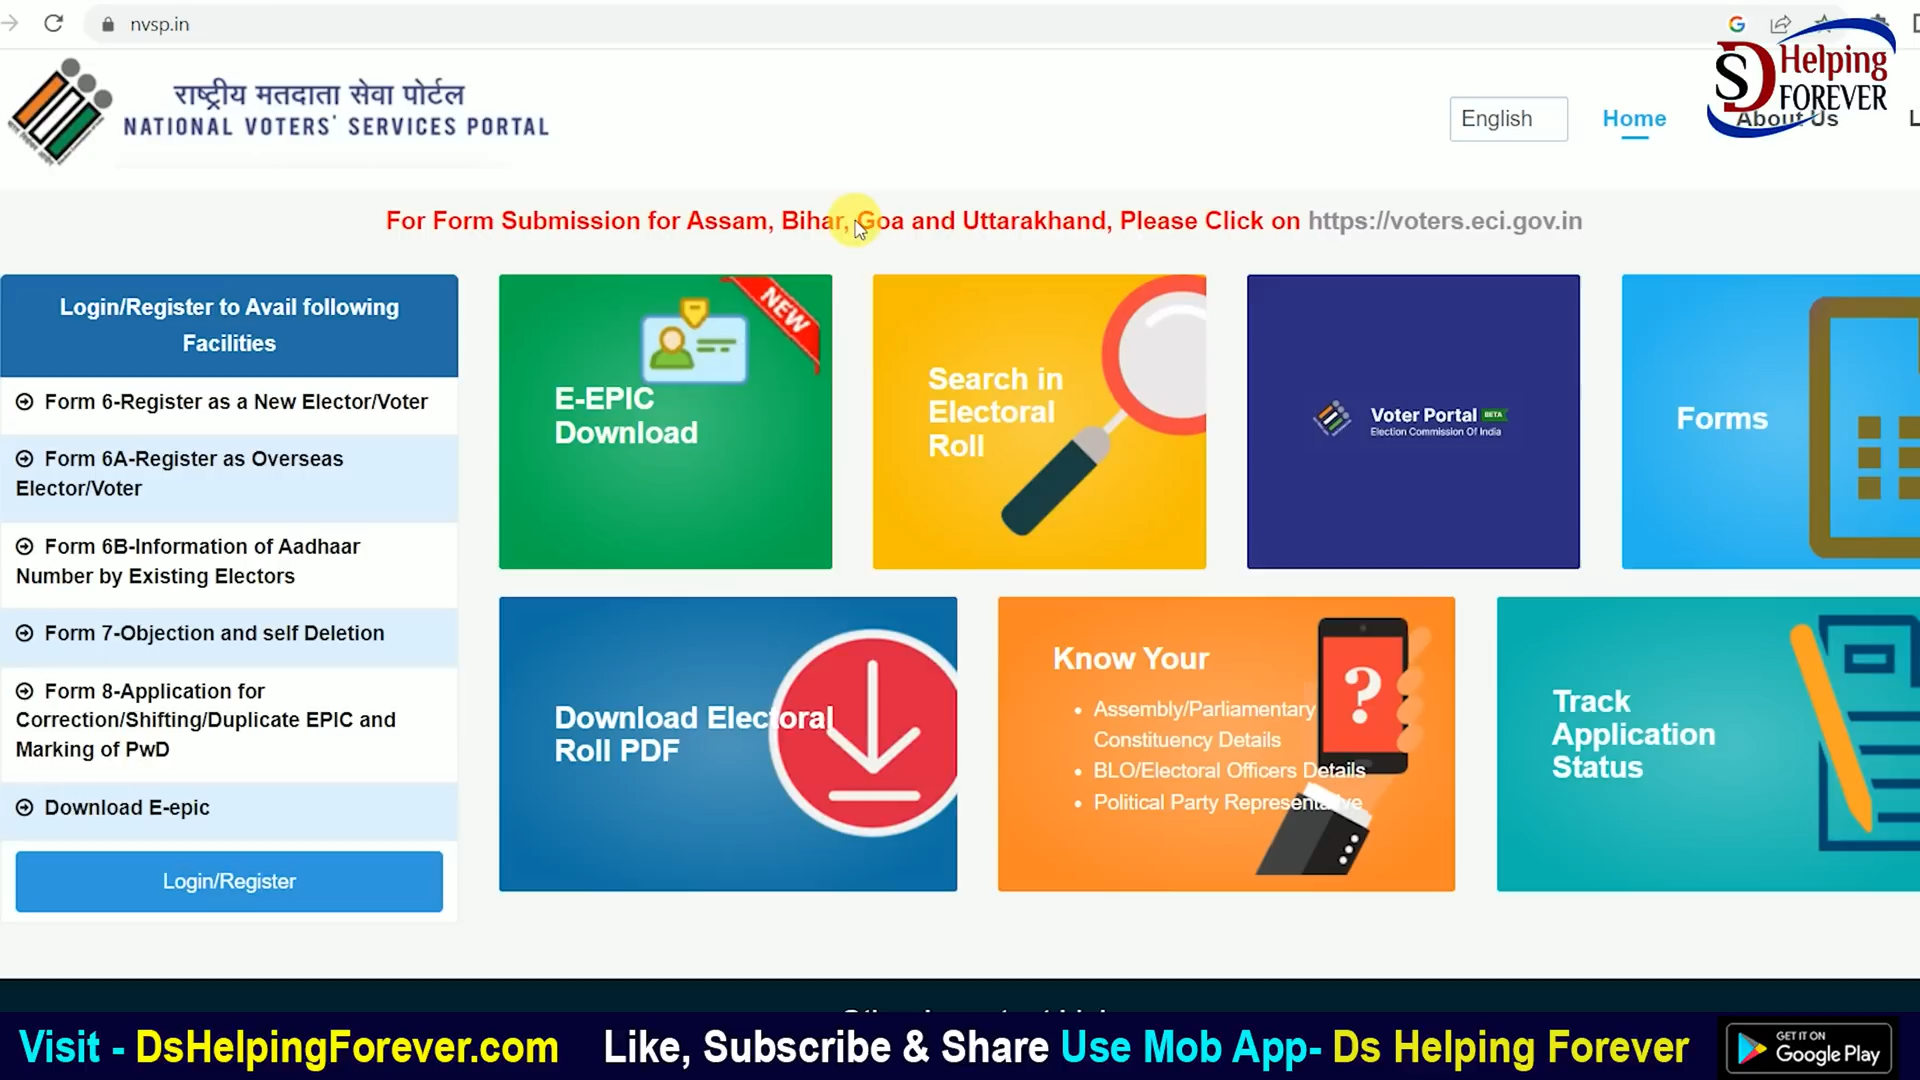 nvsp.in
SD Helping
FOREVER
राष्ट्रीय मतदाता सेवा पोर्टल
NATIONAL VOTERS' SERVICES PORTAL
English
Home
About Us
For Form Submission for Assam, Bihar, Goa and Uttarakhand, Please Click on https://voters.eci.gov.in
Login/Register to Avail following
Facilities
Form 6-Register as a New Elector/Voter
Form 6A-Register as Overseas
Elector/Voter
Form 6B-Information of Aadhaar
Number by Existing Electors
Form 7-Objection and self Deletion
Form 8-Application for
Correction/Shifting/Duplicate EPIC and
Marking of PwD
Download E-epic
Login/Register
NEW
E-EPIC
Download
Search in
Electoral
Roll
Voter Portal BETA
Election Commission Of India
Forms
Download Electoral
Roll PDF
Know Your
• Assembly/Parliamentary
Constituency Details
• BLO/Electoral Officers Details
• Political Party Representative
?
Track
Application
Status
Visit - DsHelpingForever.com Like, Subscribe & Share Use Mob App- Ds Helping Forever
GET IT ON
Google Play